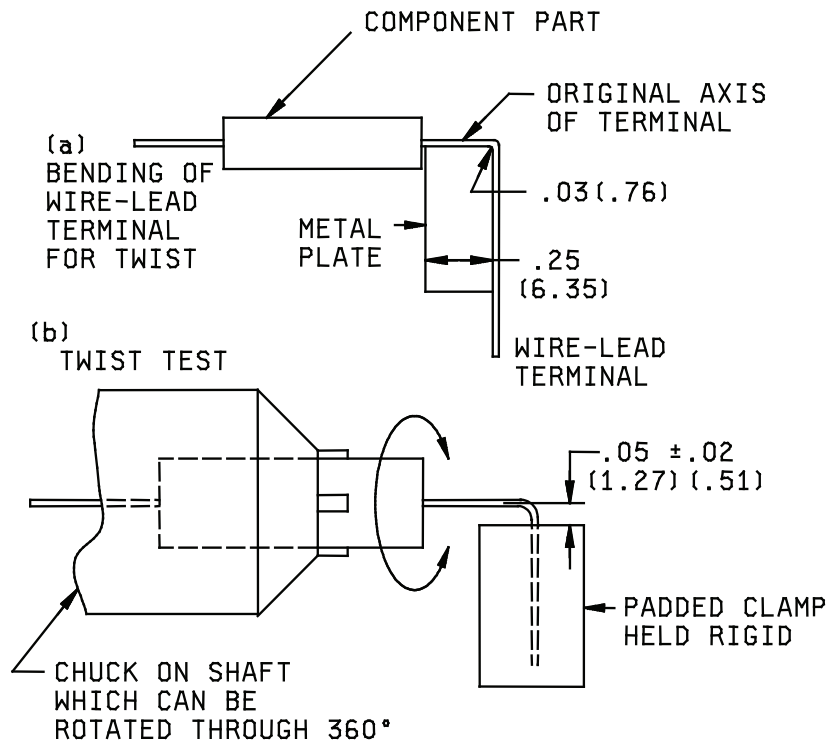 COMPONENT PART
ORIGINAL AXIS
OF TERMINAL
(a)
BENDING OF
WIRE-LEAD
TERMINAL
FOR TWIST
.03(.76)
METAL
PLATE
.25
(6.35)
(b)
TWIST TEST
WIRE-LEAD
TERMINAL
.05 ±.02
(1.27)(.51)
PADDED CLAMP
HELD RIGID
CHUCK ON SHAFT
WHICH CAN BE
ROTATED THROUGH 360°